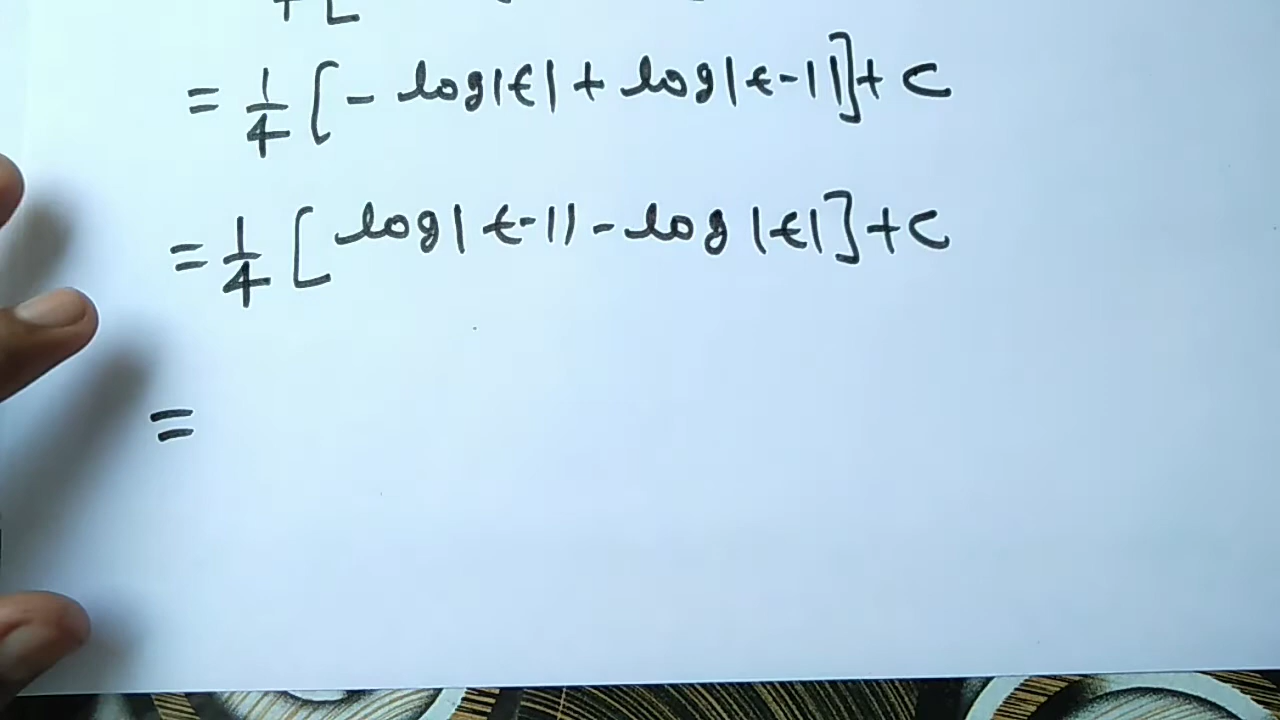 = 1/4 [- log|t| + log|t-1|] + c
= 1/4 [log|t-1| - log|t|] + c
=